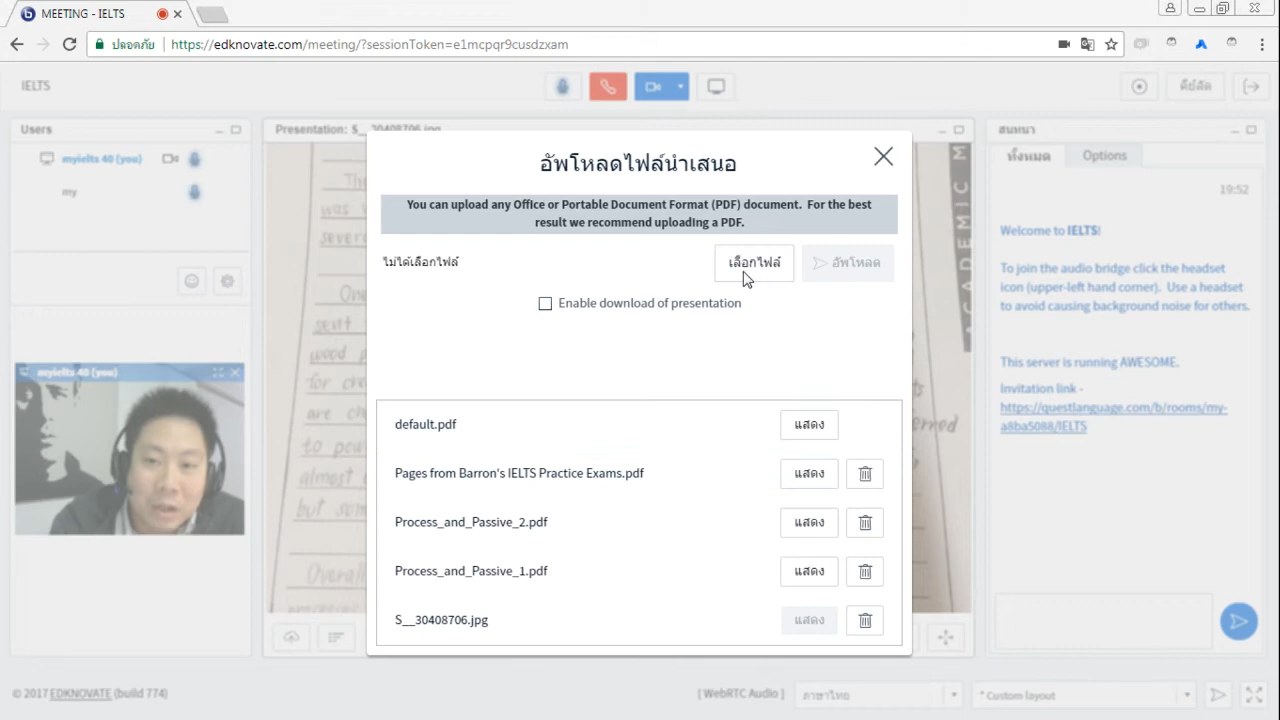 MEETING - IELTS
ปลอดภัย
https://edknovate.com/meeting/?sessionToken=e1mcpqr9cusdzxam
IELTS
คีย์ลัด
Users
myielts 40 (you)
my
myielts 40 (you)
Presentation: S__30408706.jpg
อัพโหลดไฟล์นำเสนอ
You can upload any Office or Portable Document Format (PDF) document. For the best
result we recommend uploading a PDF.
ไม่ได้เลือกไฟล์
เลือกไฟล์
อัพโหลด
Enable download of presentation
default.pdf
แสดง
Pages from Barron's IELTS Practice Exams.pdf
แสดง
Process_and_Passive_2.pdf
แสดง
Process_and_Passive_1.pdf
แสดง
S__30408706.jpg
แสดง
สนทนา
ทั้งหมด
Options
19:52
Welcome to IELTS!
To join the audio bridge click the headset
icon (upper-left hand corner). Use a headset
to avoid causing background noise for others.
This server is running AWESOME.
Invitation link -
https://questlanguage.com/b/rooms/my-
a8ba5088/IELTS
© 2017 EDKNOVATE (build 774)
[ WebRTC Audio ]
ภาษาไทย
* Custom layout